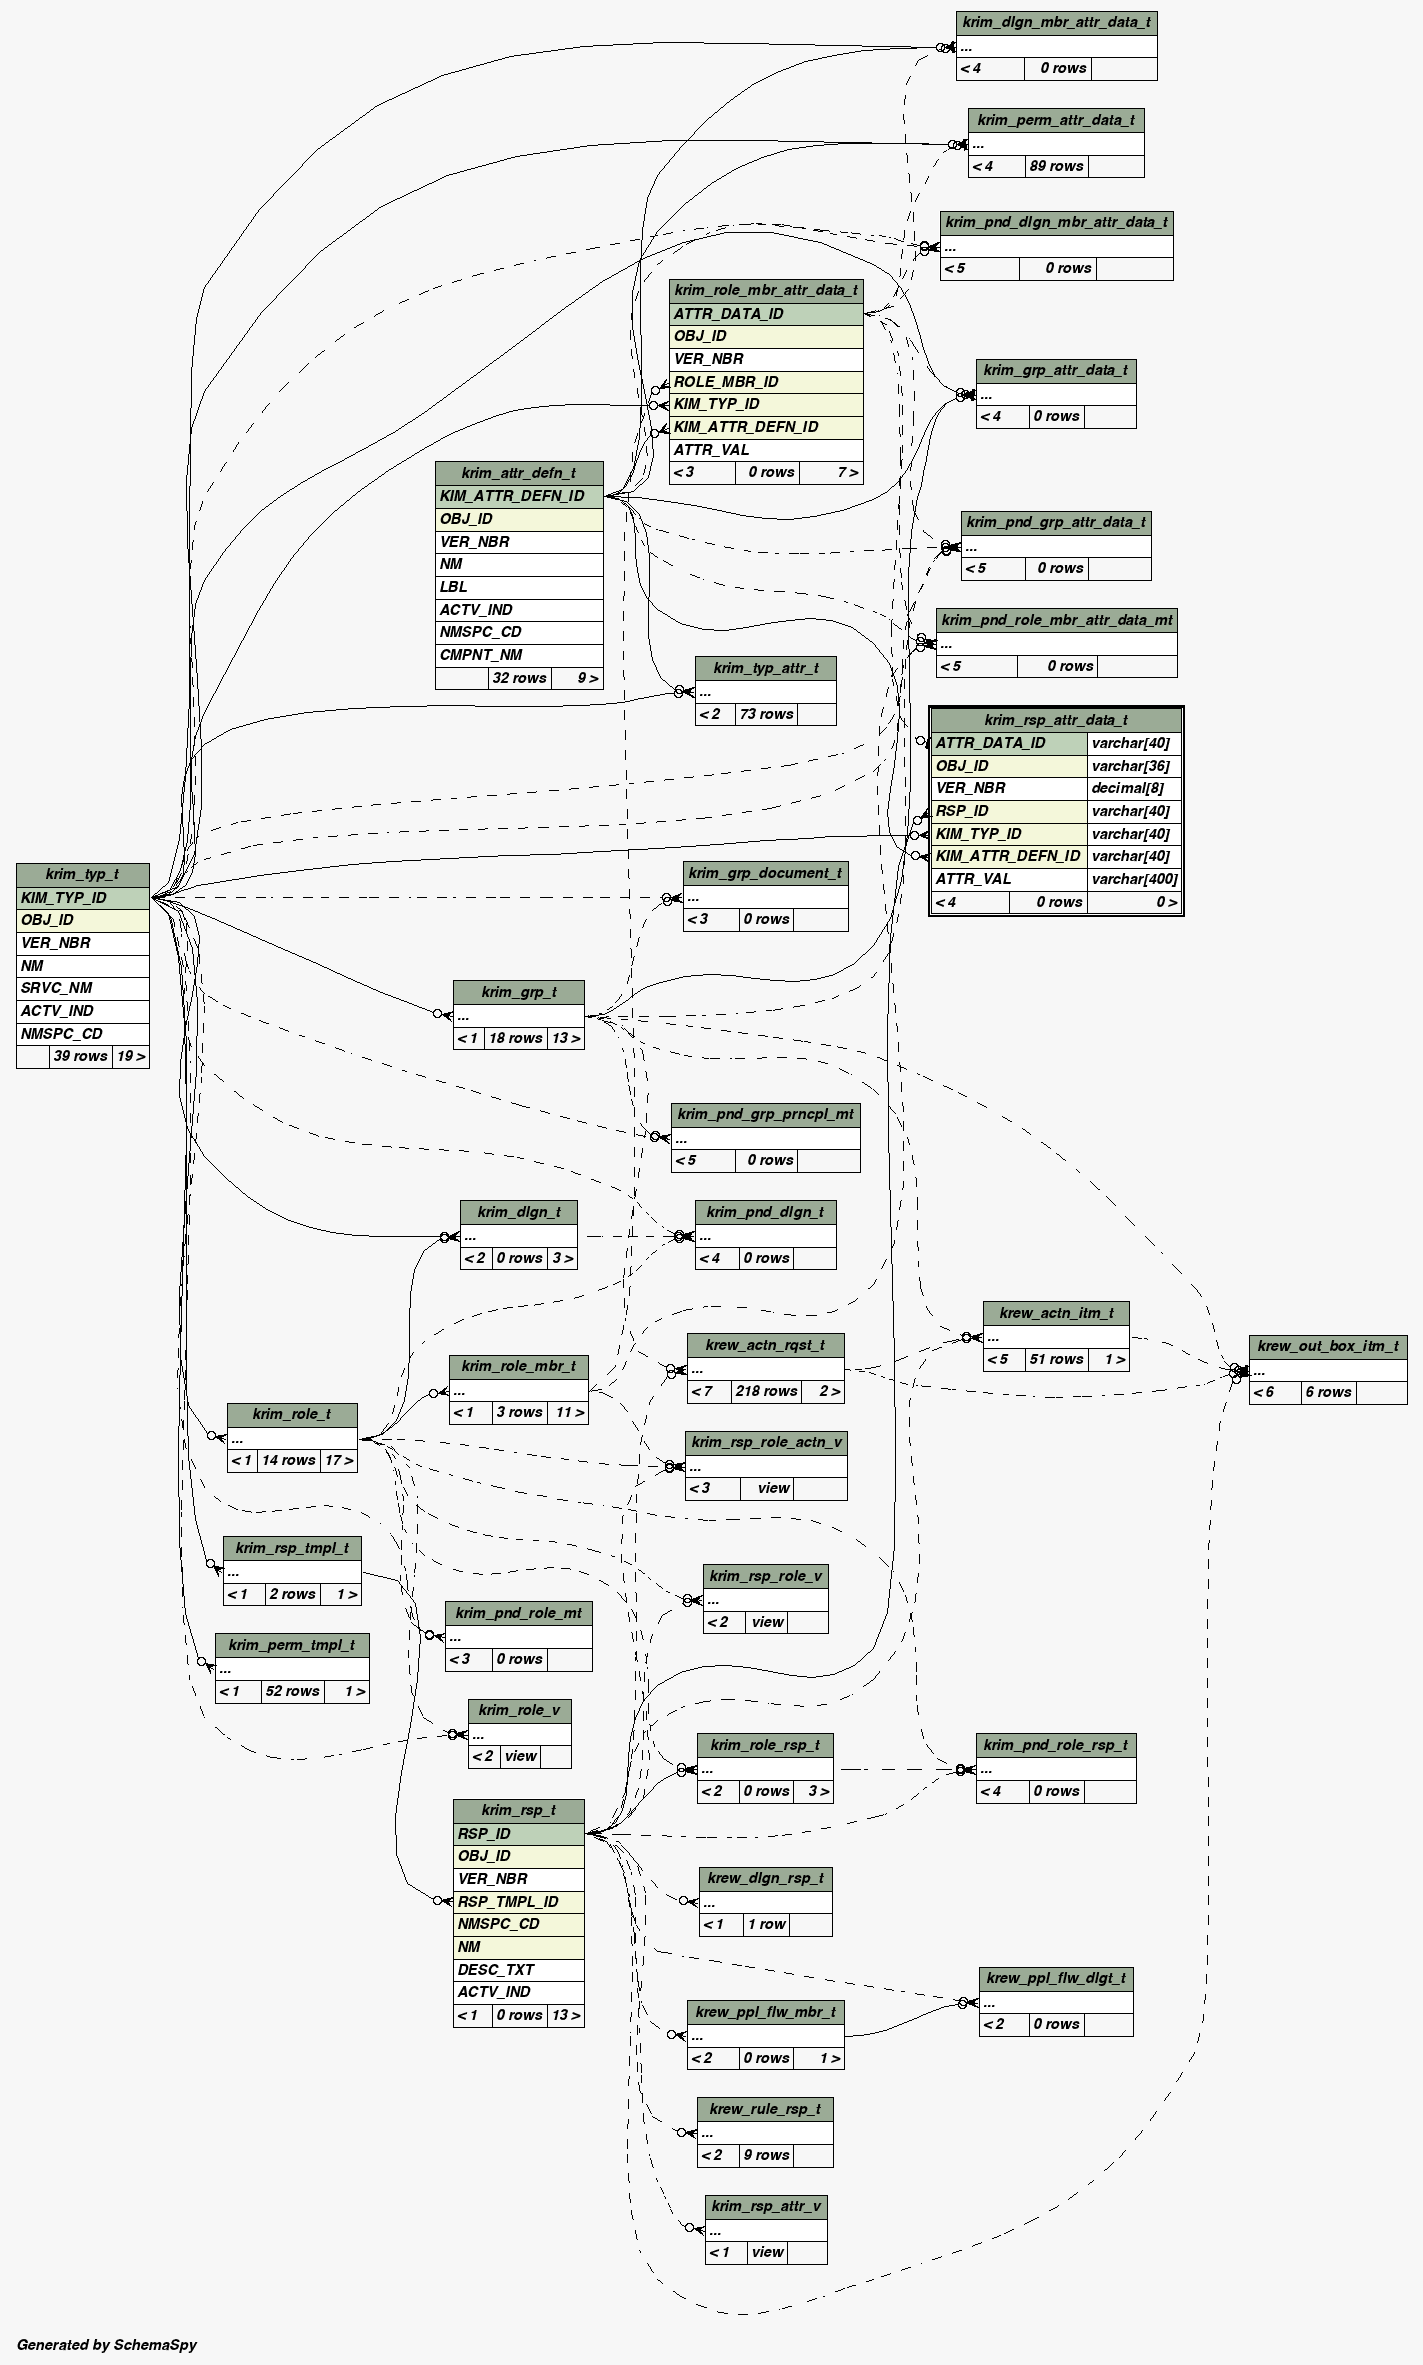 krim_dlgn_mbr_attr_data_t
...
< 4 0 rows
krim_perm_attr_data_t
...
< 4 89 rows
krim_pnd_dlgn_mbr_attr_data_t
...
< 5 0 rows
krim_role_mbr_attr_data_t
ATTR_DATA_ID
OBJ_ID
VER_NBR
ROLE_MBR_ID
KIM_TYP_ID
KIM_ATTR_DEFN_ID
ATTR_VAL
< 3 0 rows 7 >
krim_grp_attr_data_t
...
< 4 0 rows
krim_attr_defn_t
KIM_ATTR_DEFN_ID
OBJ_ID
VER_NBR
NM
LBL
ACTV_IND
NMSPC_CD
CMPNT_NM
32 rows 9 >
krim_pnd_grp_attr_data_t
...
< 5 0 rows
krim_pnd_role_mbr_attr_data_mt
...
< 5 0 rows
krim_typ_attr_t
...
< 2 73 rows
krim_rsp_attr_data_t
ATTR_DATA_ID varchar[40]
OBJ_ID varchar[36]
VER_NBR decimal[8]
RSP_ID varchar[40]
KIM_TYP_ID varchar[40]
KIM_ATTR_DEFN_ID varchar[40]
ATTR_VAL varchar[400]
< 4 0 rows 0 >
krim_typ_t
KIM_TYP_ID
OBJ_ID
VER_NBR
NM
SRVC_NM
ACTV_IND
NMSPC_CD
39 rows 19 >
krim_grp_document_t
...
< 3 0 rows
krim_grp_t
...
< 1 18 rows 13 >
krim_pnd_grp_prncpl_mt
...
< 5 0 rows
krim_dlgn_t
...
< 2 0 rows 3 >
krim_pnd_dlgn_t
...
< 4 0 rows
krew_actn_itm_t
...
< 5 51 rows 1 >
krew_out_box_itm_t
...
< 6 6 rows
krew_actn_rqst_t
...
< 7 218 rows 2 >
krim_role_mbr_t
...
< 1 3 rows 11 >
krim_role_t
...
< 1 14 rows 17 >
krim_rsp_role_actn_v
...
< 3 view
krim_rsp_tmpl_t
...
< 1 2 rows 1 >
krim_rsp_role_v
...
< 2 view
krim_pnd_role_mt
...
< 3 0 rows
krim_perm_tmpl_t
...
< 1 52 rows 1 >
krim_role_v
...
< 2 view
krim_role_rsp_t
...
< 2 0 rows 3 >
krim_pnd_role_rsp_t
...
< 4 0 rows
krim_rsp_t
RSP_ID
OBJ_ID
VER_NBR
RSP_TMPL_ID
NMSPC_CD
NM
DESC_TXT
ACTV_IND
< 1 0 rows 13 >
krew_dlgn_rsp_t
...
< 1 1 row
krew_ppl_flw_dlgt_t
...
< 2 0 rows
krew_ppl_flw_mbr_t
...
< 2 0 rows 1 >
krew_rule_rsp_t
...
< 2 9 rows
krim_rsp_attr_v
...
< 1 view
Generated by SchemaSpy